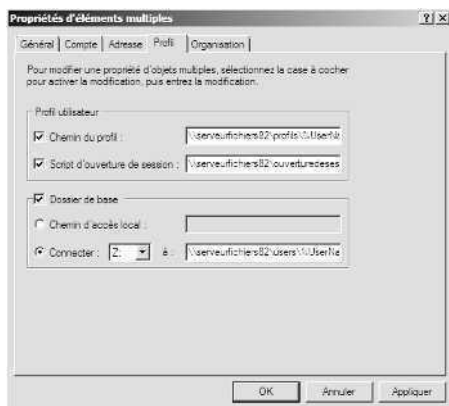 Propriétés d'éléments multiples
Général Compte Adresse Profil Organisation
Pour modifier une propriété d'objets multiples, sélectionnez la case à cocher
pour activer la modification, puis entrez la modification.
Profil utilisateur
Chemin du profil : \\serveurfichiers82\profils\%UserNa
Script d'ouverture de session : \\serveurfichiers82\ouverturedeses
Dossier de base
Chemin d'accès local :
Connecter : Z: à : \\serveurfichiers82\users\%UserNa
OK Annuler Appliquer